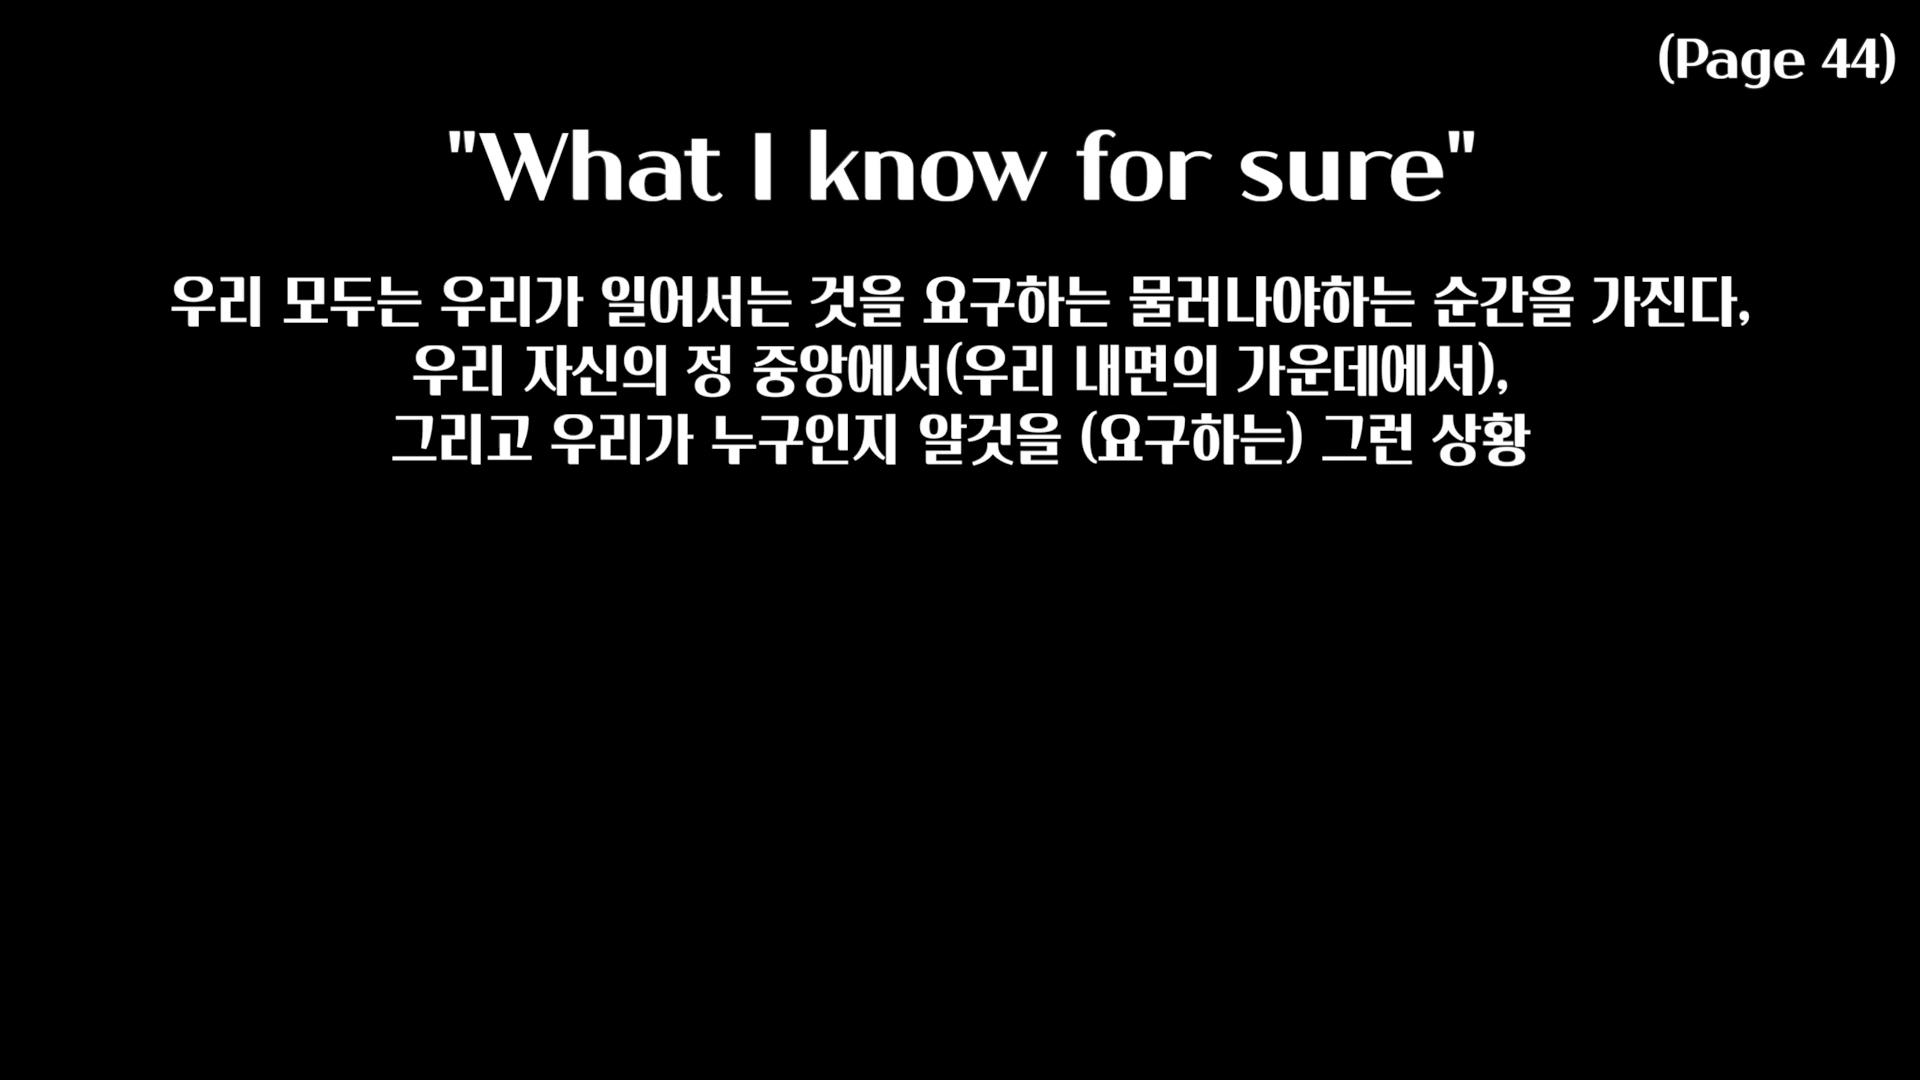 (Page 44)
"What I know for sure"
우리 모두는 우리가 일어서는 것을 요구하는 물러나야하는 순간을 가진다,
우리 자신의 정 중앙에서(우리 내면의 가운데에서),
그리고 우리가 누구인지 알것을 (요구하는) 그런 상황